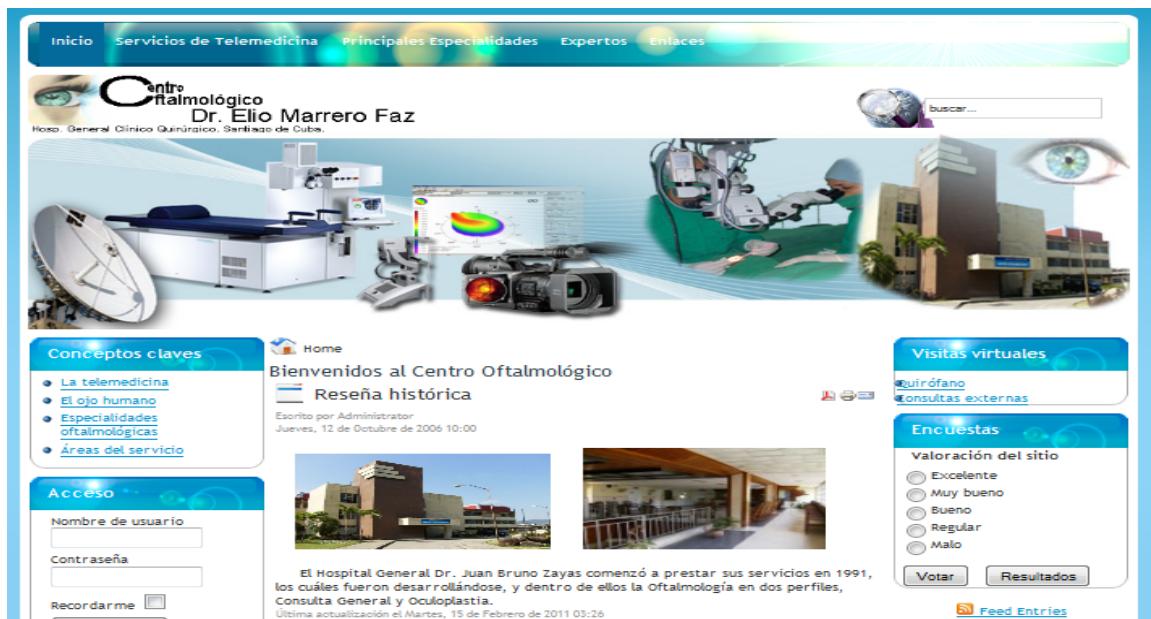 Inicio Servicios de Telemedicina Principales Especialidades Expertos Enlaces
Centro
Oftalmológico
Dr. Elio Marrero Faz
Hosp. General Clínico Quirúrgico. Santiago de Cuba.
buscar...
Conceptos claves
La telemedicina
El ojo humano
Especialidades
oftalmológicas
Áreas del servicio
Acceso
Nombre de usuario
Contraseña
Recordarme
Home
Bienvenidos al Centro Oftalmológico
Reseña histórica
Escrito por Administrator
Jueves, 12 de Octubre de 2006 10:00
El Hospital General Dr. Juan Bruno Zayas comenzó a prestar sus servicios en 1991,
los cuáles fueron desarrollándose, y dentro de ellos la Oftalmología en dos perfiles,
Consulta General y Oculoplastia.
Última actualización el Martes, 15 de Febrero de 2011 03:26
Visitas virtuales
Quirófano
Consultas externas
Encuestas
Valoración del sitio
Excelente
Muy bueno
Bueno
Regular
Malo
Votar Resultados
Feed Entries